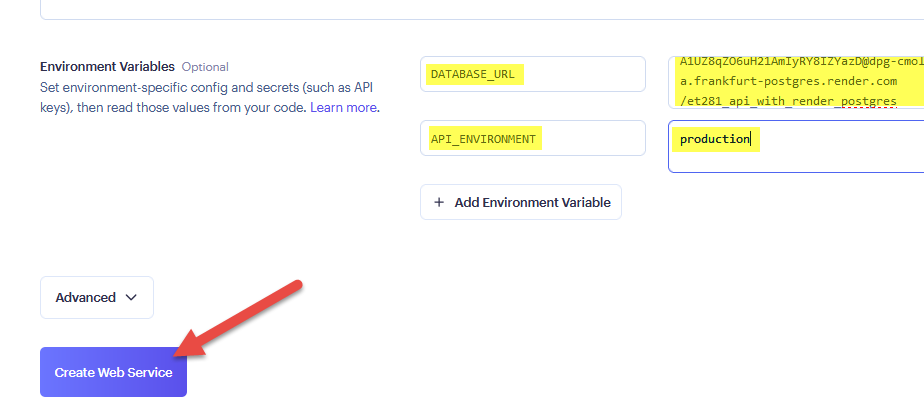 Environment Variables Optional
Set environment-specific config and secrets (such as API
keys), then read those values from your code. Learn more.
DATABASE_URL
A1UZ8qZO6uH21AmIyRY8IZYazD@dpg-cmol
a.frankfurt-postgres.render.com
/et281_api_with_render_postgres
API_ENVIRONMENT
production
+ Add Environment Variable
Advanced
Create Web Service